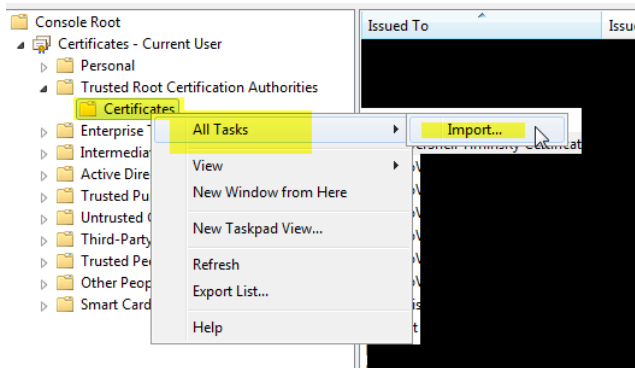 Console Root
Issued To
Certificates - Current User
Personal
Trusted Root Certification Authorities
Certificates
Enterprise
All Tasks
Import...
Intermedia
View
Active Dire
New Window from Here
Trusted Pu
Untrusted
New Taskpad View...
Third-Party
Trusted Pe
Refresh
Other Peop
Export List...
Smart Card
Help